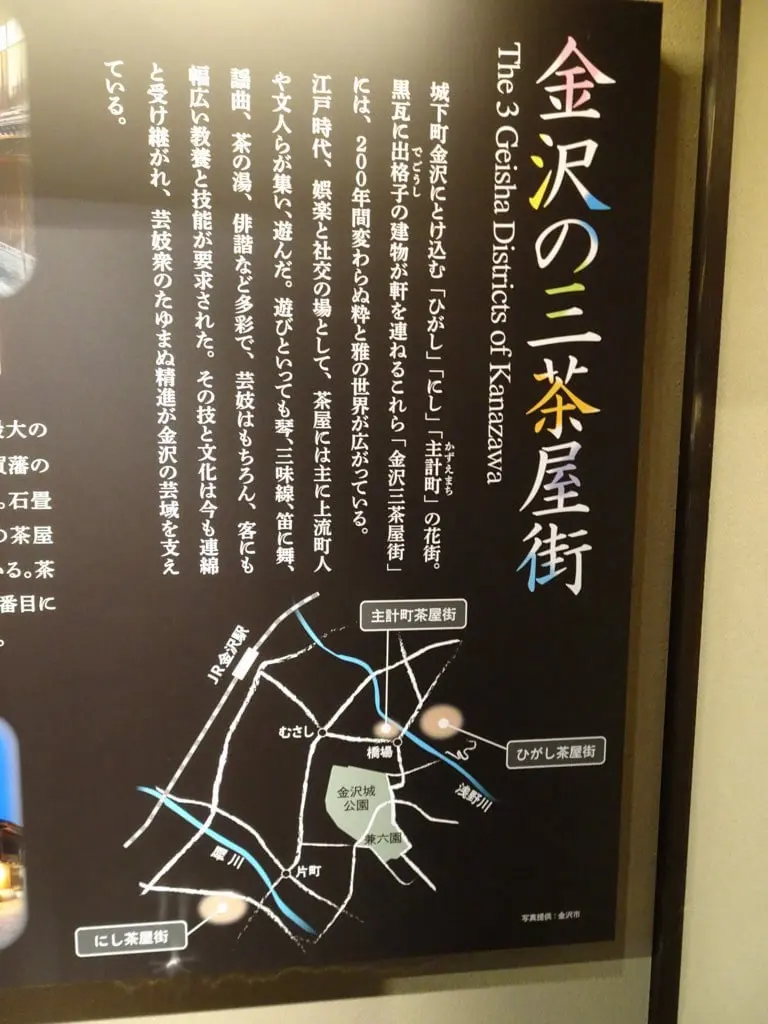 金沢の三茶屋街
The 3 Geisha Districts of Kanazawa
城下町金沢にとけ込む「ひがし」「にし」「主計町」の花街。
かずえまち
黒瓦に出格子の建物が軒を連ねるこれら「金沢三茶屋街」
でごうし
には、200年間変わらぬ粋と雅の世界が広がっている。
江戸時代、娯楽と社交の場として、茶屋には主に上流町人
や文人らが集い、遊んだ。遊びといっても琴、三味線、笛に舞、
謡曲、茶の湯、俳諧など多彩で、芸妓はもちろん、客にも
幅広い教養と技能が要求された。その技と文化は今も連綿
と受け継がれ、芸妓衆のたゆまぬ精進が金沢の芸域を支え
ている。
最大の
賀藩の
。石畳
の茶屋
いる。茶
番目に
。
主計町茶屋街
JR金沢駅
むさし
橋場
ひがし茶屋街
金沢城
公園
浅野川
兼六園
犀川
片町
にし茶屋街
写真提供：金沢市